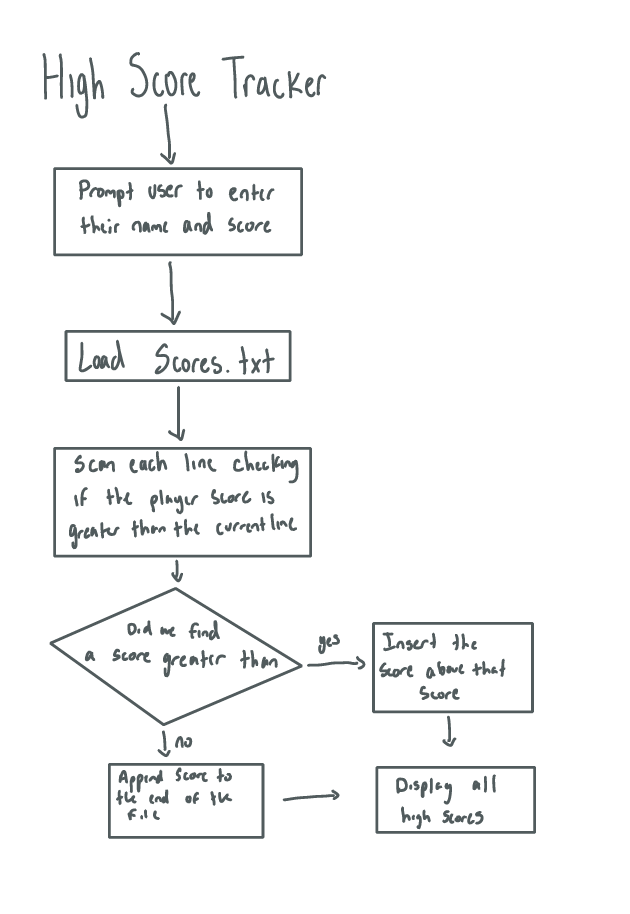 High Score Tracker
Prompt user to enter
their name and score
Load Scores.txt
Scan each line checking
if the player score is
greater than the current line
Did we find
a score greater than
yes
Insert the
score above that
score
no
Append score to
the end of the
file
Display all
high scores